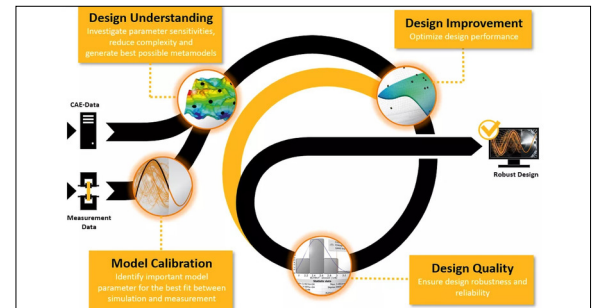 Design Understanding
Investigate parameter sensitivities,
reduce complexity and
generate best possible metamodels
Design Improvement
Optimize design performance
CAE-Data
Robust Design
Measurement
Data
Model Calibration
Identify important model
parameter for the best fit between
simulation and measurement
Design Quality
Ensure design robustness and
reliability